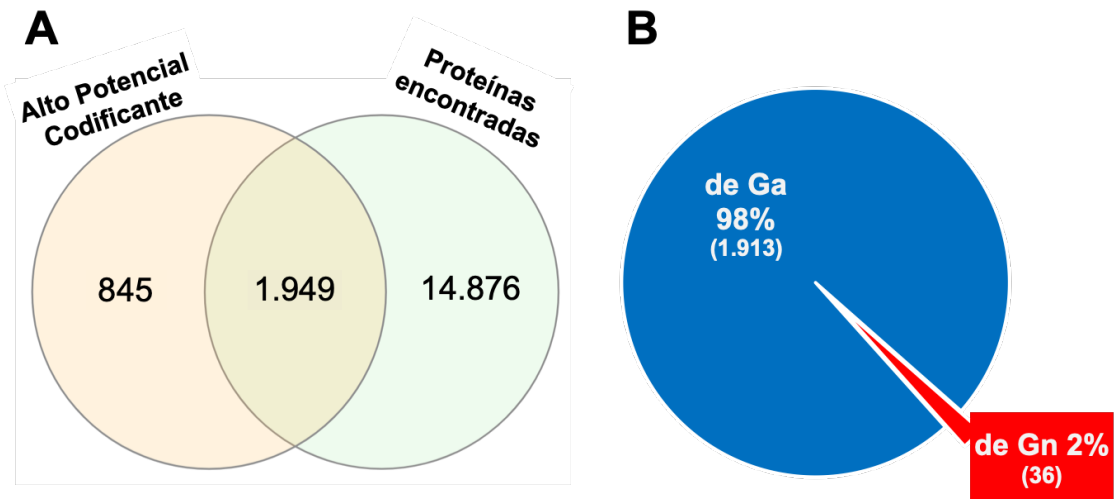 A
Alto Potencial
Codificante
Proteínas
encontradas
845
1.949
14.876
B
de Ga
98%
(1.913)
de Gn 2%
(36)